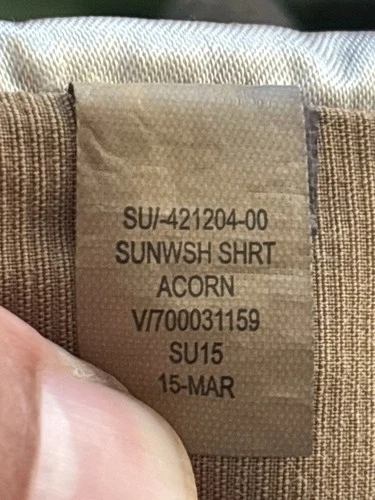 SU/-421204-00
SUNWSH SHRT
ACORN
V/700031159
SU15
15-MAR